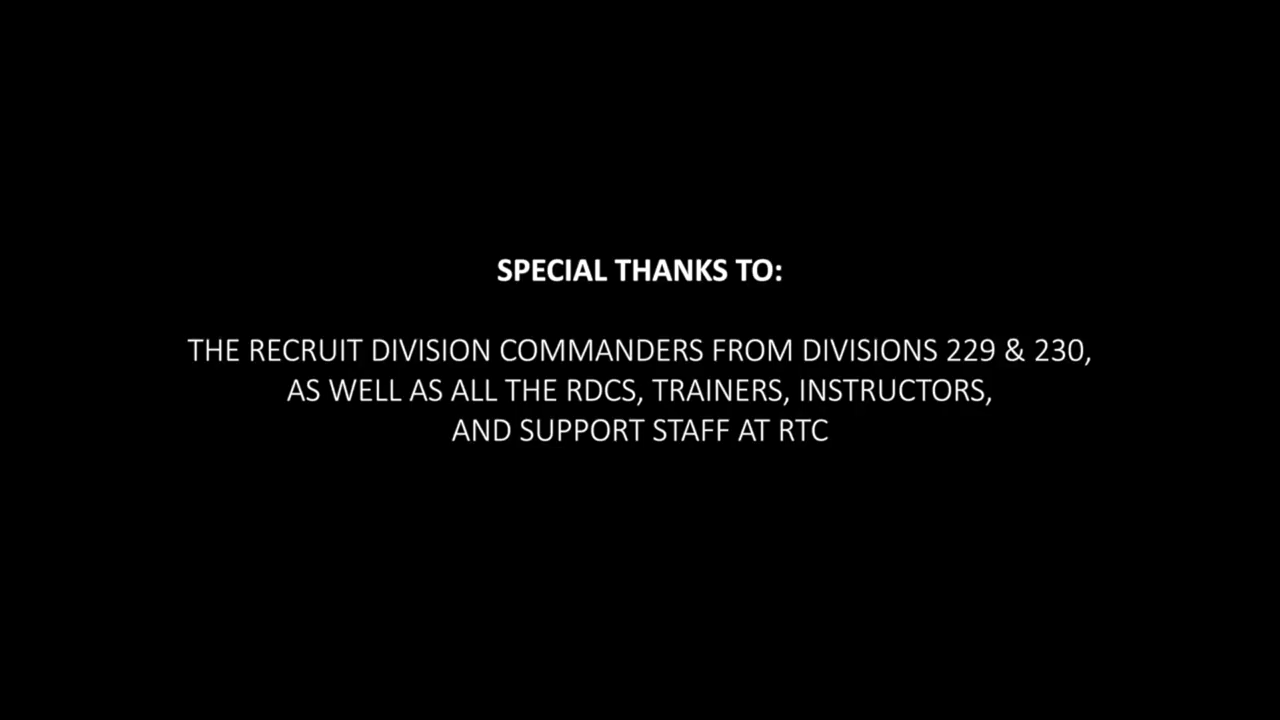 SPECIAL THANKS TO:
THE RECRUIT DIVISION COMMANDERS FROM DIVISIONS 229 & 230,
AS WELL AS ALL THE RDCS, TRAINERS, INSTRUCTORS,
AND SUPPORT STAFF AT RTC